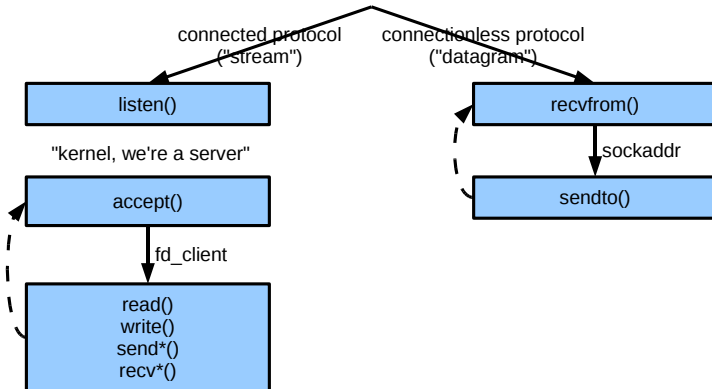 connected protocol
("stream")
connectionless protocol
("datagram")
listen()
recvfrom()
"kernel, we're a server"
sockaddr
accept()
sendto()
fd_client
read()
write()
send*()
recv*()